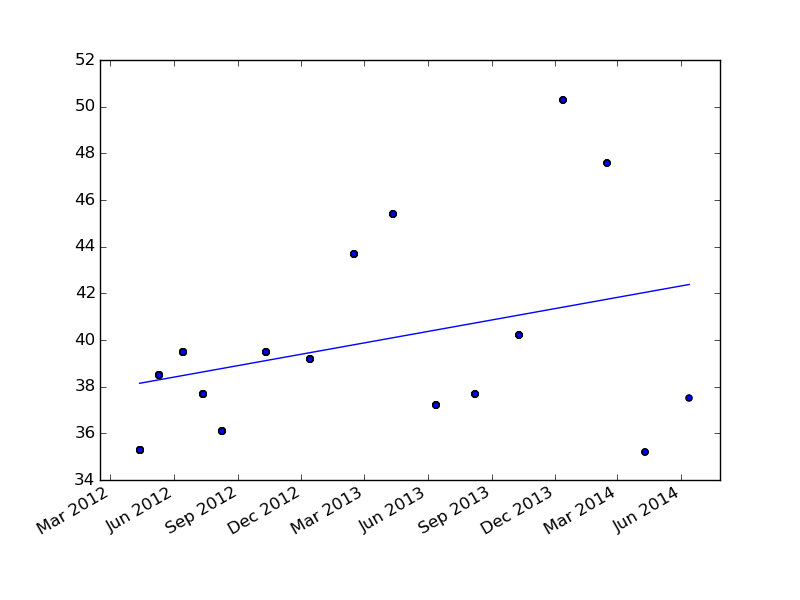 52
50
48
46
44
42
40
38
36
34
Mar 2012
Jun 2012
Sep 2012
Dec 2012
Mar 2013
Jun 2013
Sep 2013
Dec 2013
Mar 2014
Jun 2014